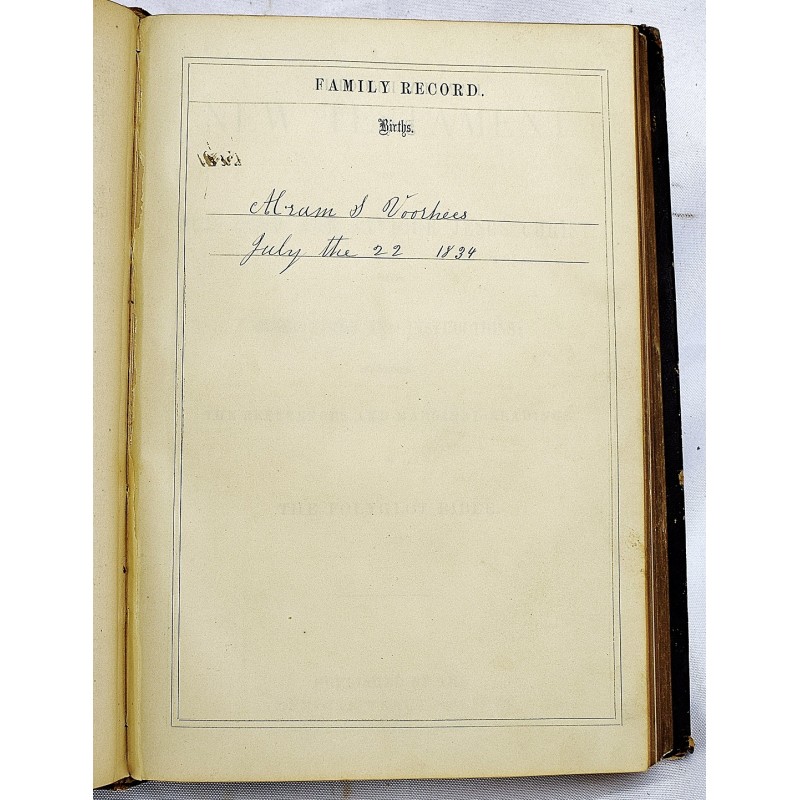 FAMILY RECORD.
Births.
Abram S Voorhees
July the 22 1834